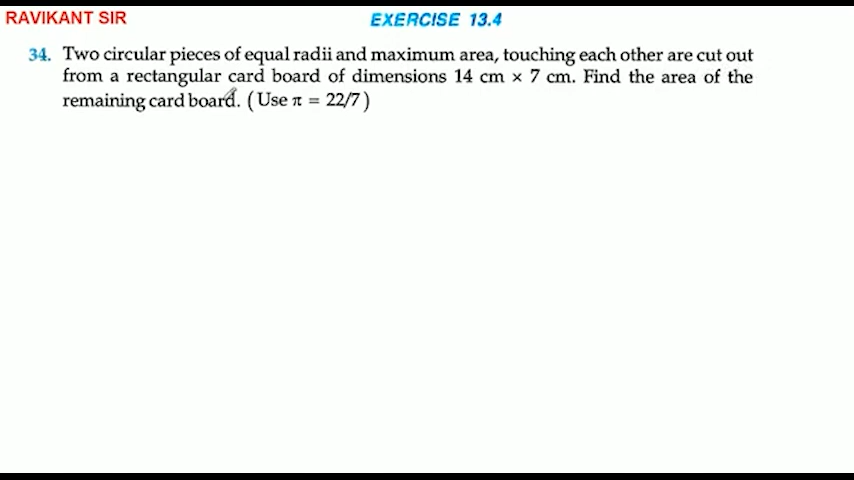 RAVIKANT SIR
EXERCISE 13.4
34. Two circular pieces of equal radii and maximum area, touching each other are cut out
from a rectangular card board of dimensions 14 cm × 7 cm. Find the area of the
remaining card board. (Use π = 22/7)